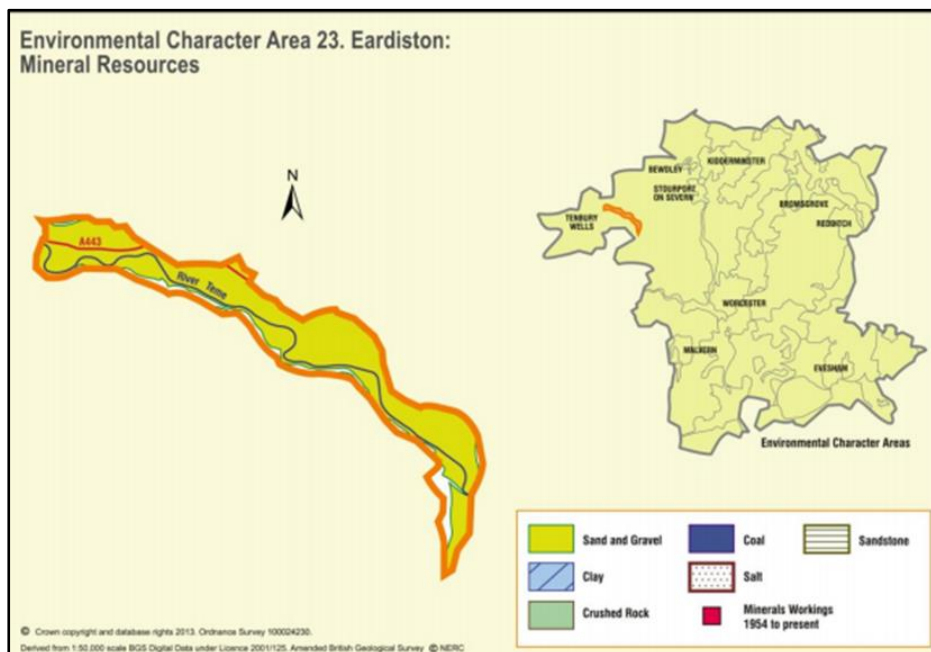 Environmental Character Area 23. Eardiston:
Mineral Resources
N
A443
River Teme
KIDDERMINSTER
BEWDLEY
STOURPORT
ON SEVERN
BROMSGROVE
REDDITCH
TENBURY
WELLS
WORCESTER
MALVERN
EVESHAM
Environmental Character Areas
Sand and Gravel
Coal
Sandstone
Clay
Salt
Crushed Rock
Minerals Workings
1954 to present
© Crown copyright and database rights 2013. Ordnance Survey 100024230.
Derived from 1:50,000 scale BGS Digital Data under Licence 2001/125. Amended British Geological Survey © NERC